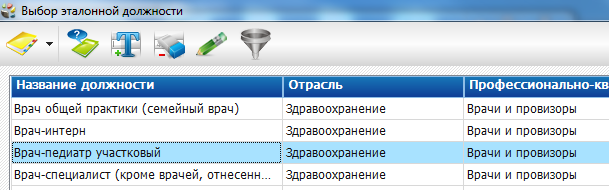 Выбор эталонной должности
Название должности Отрасль Профессионально-кв
Врач общей практики (семейный врач) Здравоохранение Врачи и провизоры
Врач-интерн Здравоохранение Врачи и провизоры
Врач-педиатр участковый Здравоохранение Врачи и провизоры
Врач-специалист (кроме врачей, отнесенн... Здравоохранение Врачи и провизоры